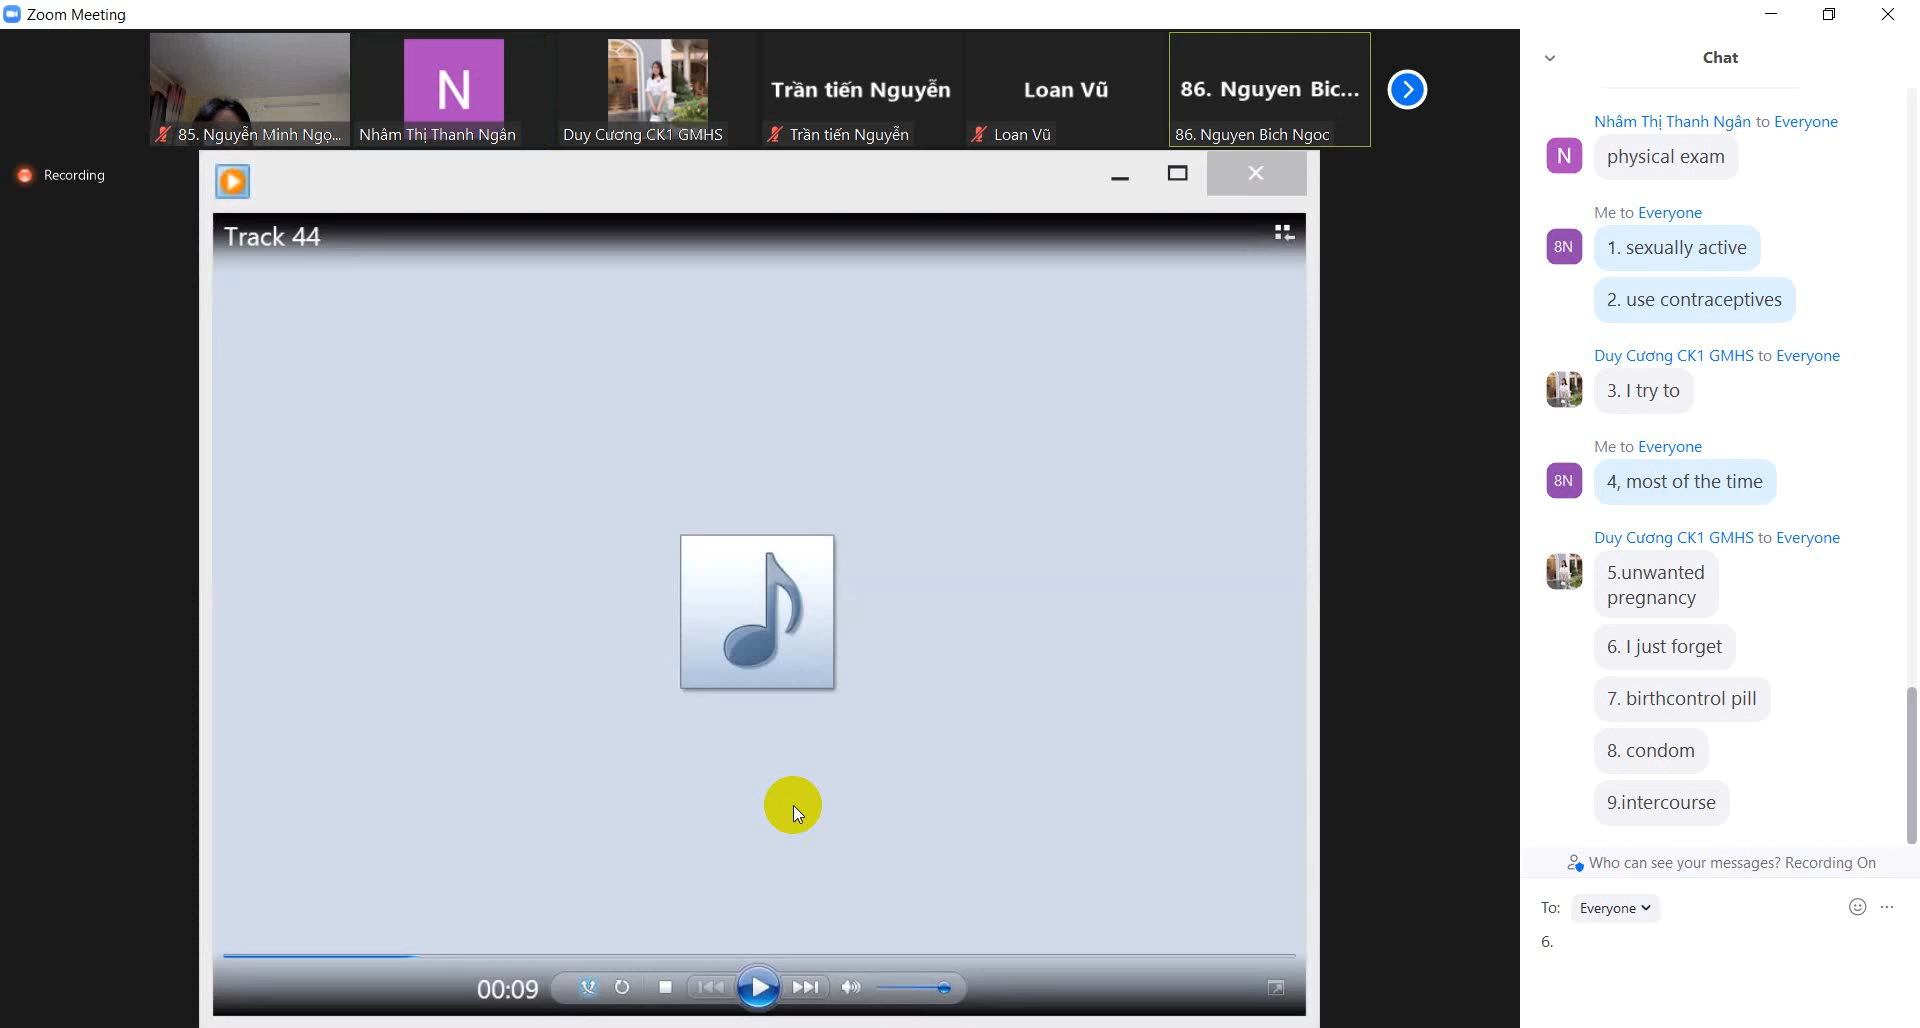 Zoom Meeting
N
Trần tiến Nguyễn
Loan Vũ
86. Nguyen Bic...
85. Nguyễn Minh Ngọ...
Nhâm Thị Thanh Ngân
Duy Cương CK1 GMHS
Trần tiến Nguyễn
Loan Vũ
86. Nguyen Bich Ngoc
Recording
Track 44
00:09
Chat
Nhâm Thị Thanh Ngân to Everyone
N
physical exam
Me to Everyone
8N
1. sexually active
2. use contraceptives
Duy Cương CK1 GMHS to Everyone
3. I try to
Me to Everyone
8N
4, most of the time
Duy Cương CK1 GMHS to Everyone
5.unwanted
pregnancy
6. I just forget
7. birthcontrol pill
8. condom
9.intercourse
Who can see your messages? Recording On
To: Everyone
6.